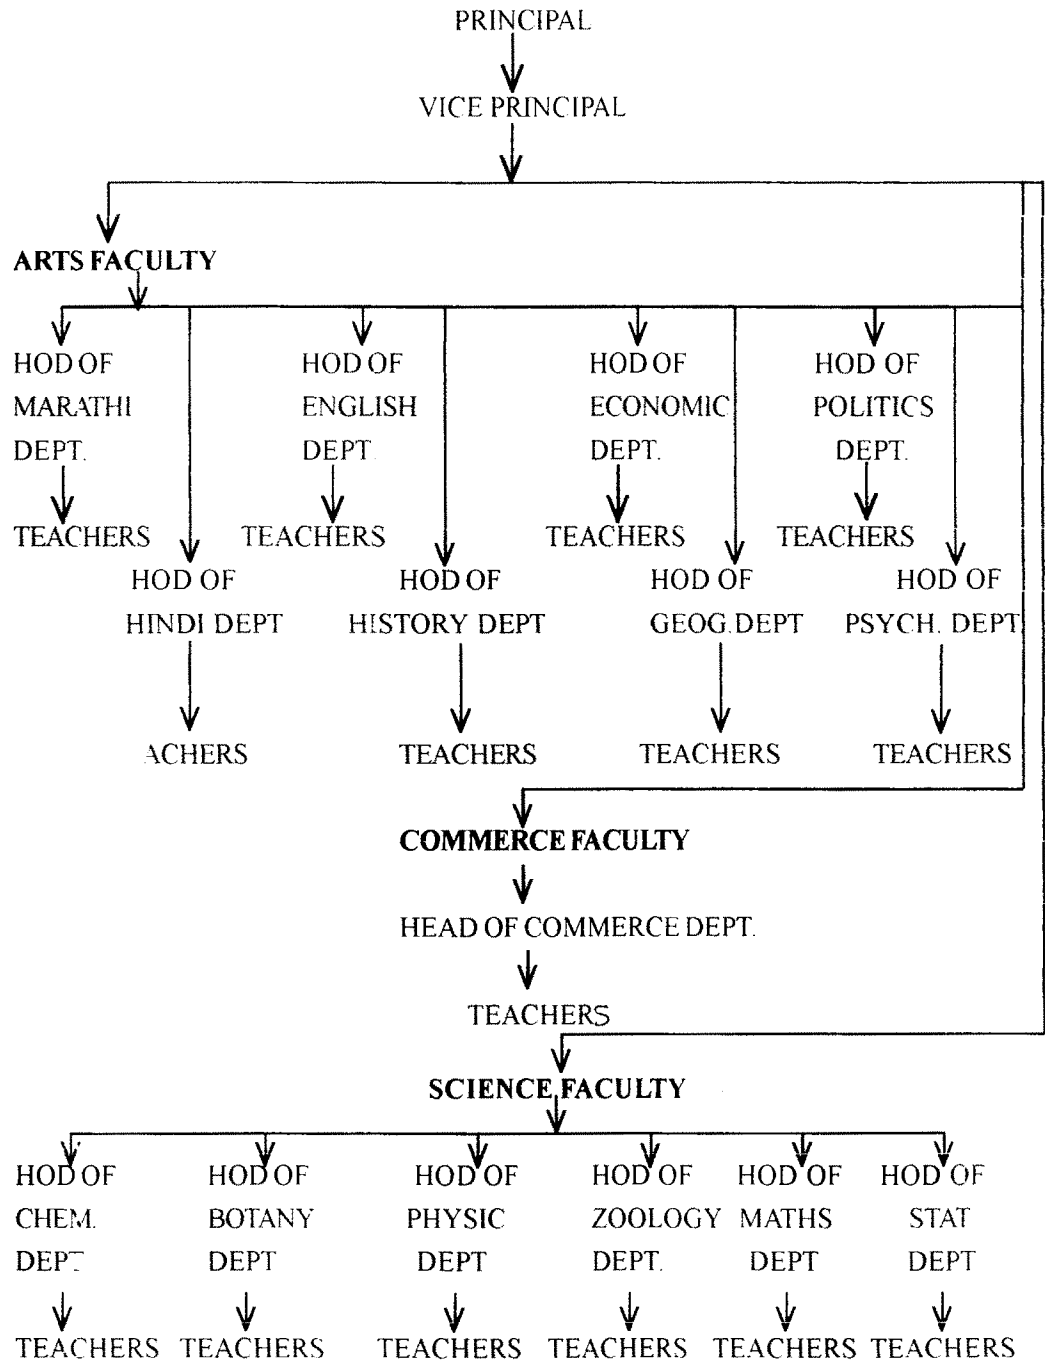 PRINCIPAL
VICE PRINCIPAL
ARTS FACULTY
HOD OF HOD OF HOD OF HOD OF
MARATHI ENGLISH ECONOMIC POLITICS
DEPT. DEPT DEPT. DEPT.
TEACHERS TEACHERS TEACHERS TEACHERS
HOD OF HOD OF HOD OF HOD OF
HINDI DEPT HISTORY DEPT GEOG.DEPT PSYCH. DEPT
ACHERS TEACHERS TEACHERS TEACHERS
COMMERCE FACULTY
HEAD OF COMMERCE DEPT.
TEACHERS
SCIENCE FACULTY
HOD OF HOD OF HOD OF HOD OF HOD OF HOD OF
CHEM. BOTANY PHYSIC ZOOLOGY MATHS STAT
DEPT DEPT DEPT DEPT. DEPT DEPT
TEACHERS TEACHERS TEACHERS TEACHERS TEACHERS TEACHERS